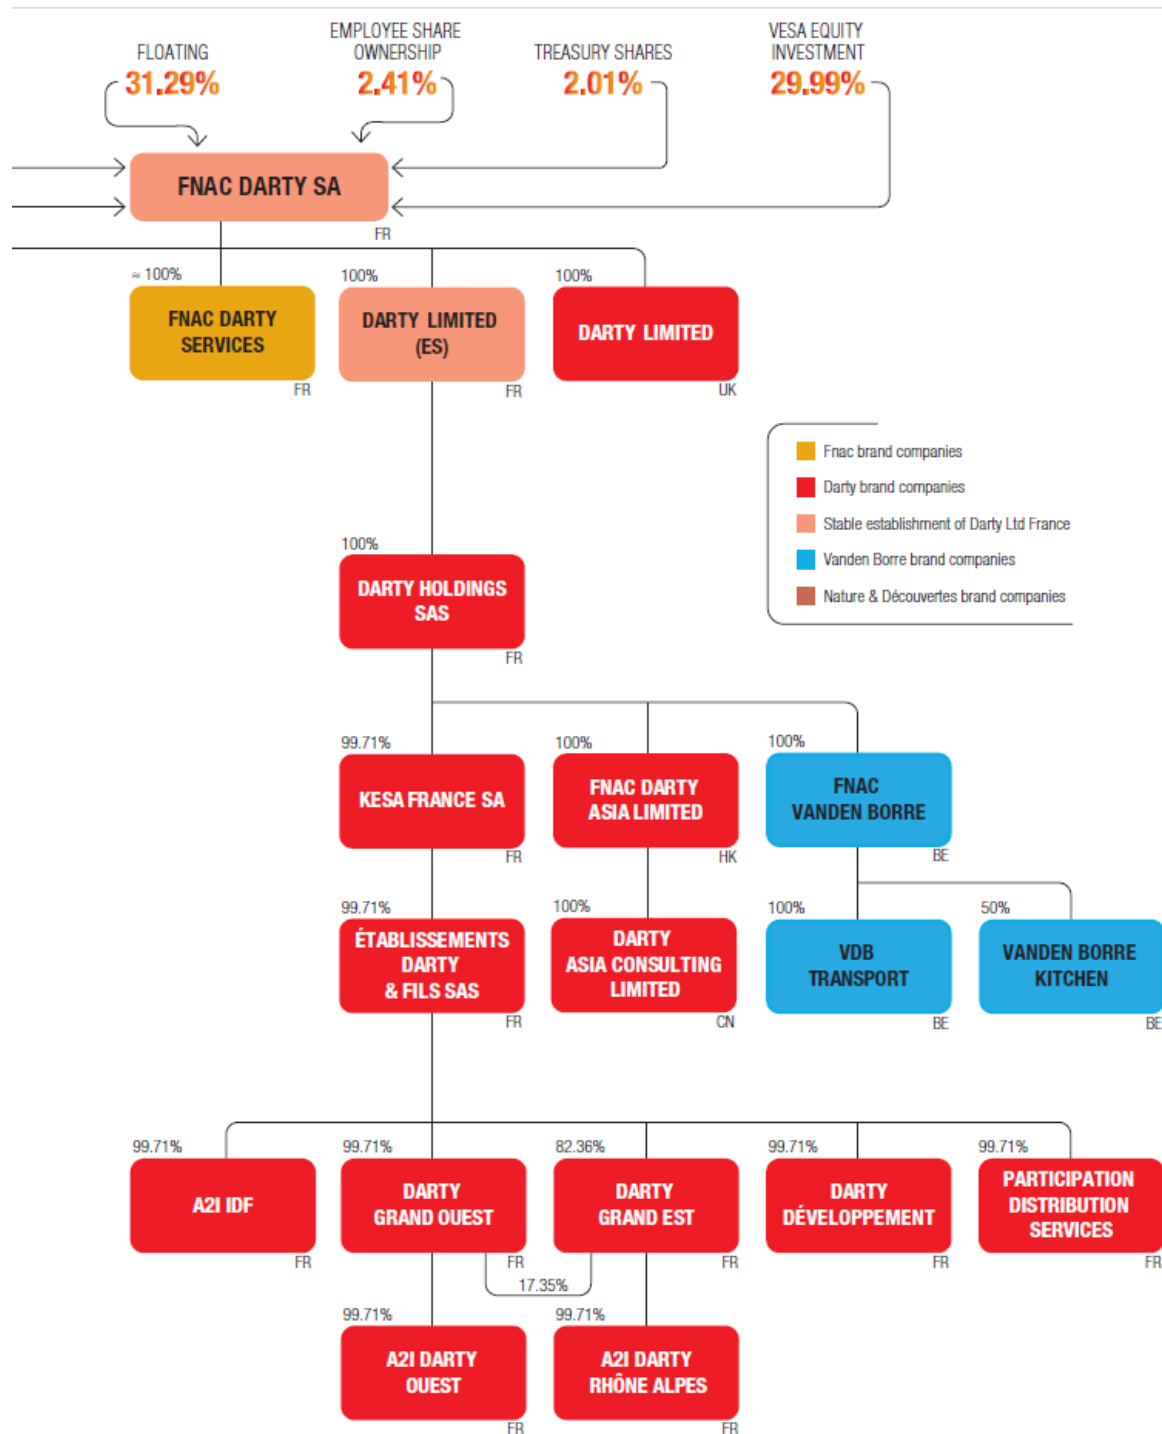 FLOATING
31.29%
EMPLOYEE SHARE
OWNERSHIP
2.41%
TREASURY SHARES
2.01%
VESA EQUITY
INVESTMENT
29.99%
FNAC DARTY SA
FR
≈ 100%
FNAC DARTY
SERVICES
FR
100%
DARTY LIMITED
(ES)
FR
100%
DARTY LIMITED
UK
Fnac brand companies
Darty brand companies
Stable establishment of Darty Ltd France
Vanden Borre brand companies
Nature & Découvertes brand companies
100%
DARTY HOLDINGS
SAS
FR
99.71%
KESA FRANCE SA
FR
100%
FNAC DARTY
ASIA LIMITED
HK
100%
FNAC
VANDEN BORRE
BE
99.71%
ÉTABLISSEMENTS
DARTY
& FILS SAS
FR
100%
DARTY
ASIA CONSULTING
LIMITED
CN
100%
VDB
TRANSPORT
BE
50%
VANDEN BORRE
KITCHEN
BE
99.71%
A2I IDF
FR
99.71%
DARTY
GRAND OUEST
FR
82.36%
DARTY
GRAND EST
FR
99.71%
DARTY
DÉVELOPPEMENT
FR
99.71%
PARTICIPATION
DISTRIBUTION
SERVICES
FR
17.35%
99.71%
A2I DARTY
OUEST
FR
99.71%
A2I DARTY
RHÔNE ALPES
FR